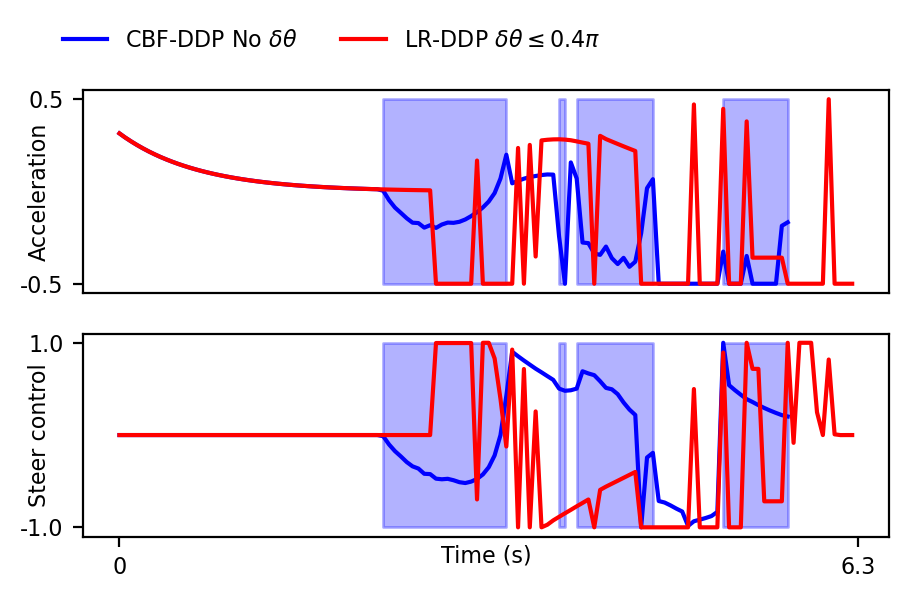 CBF-DDP No δθ
LR-DDP δθ ≤ 0.4π
0.5
Acceleration
-0.5
1.0
Steer control
-1.0
Time (s)
0
6.3